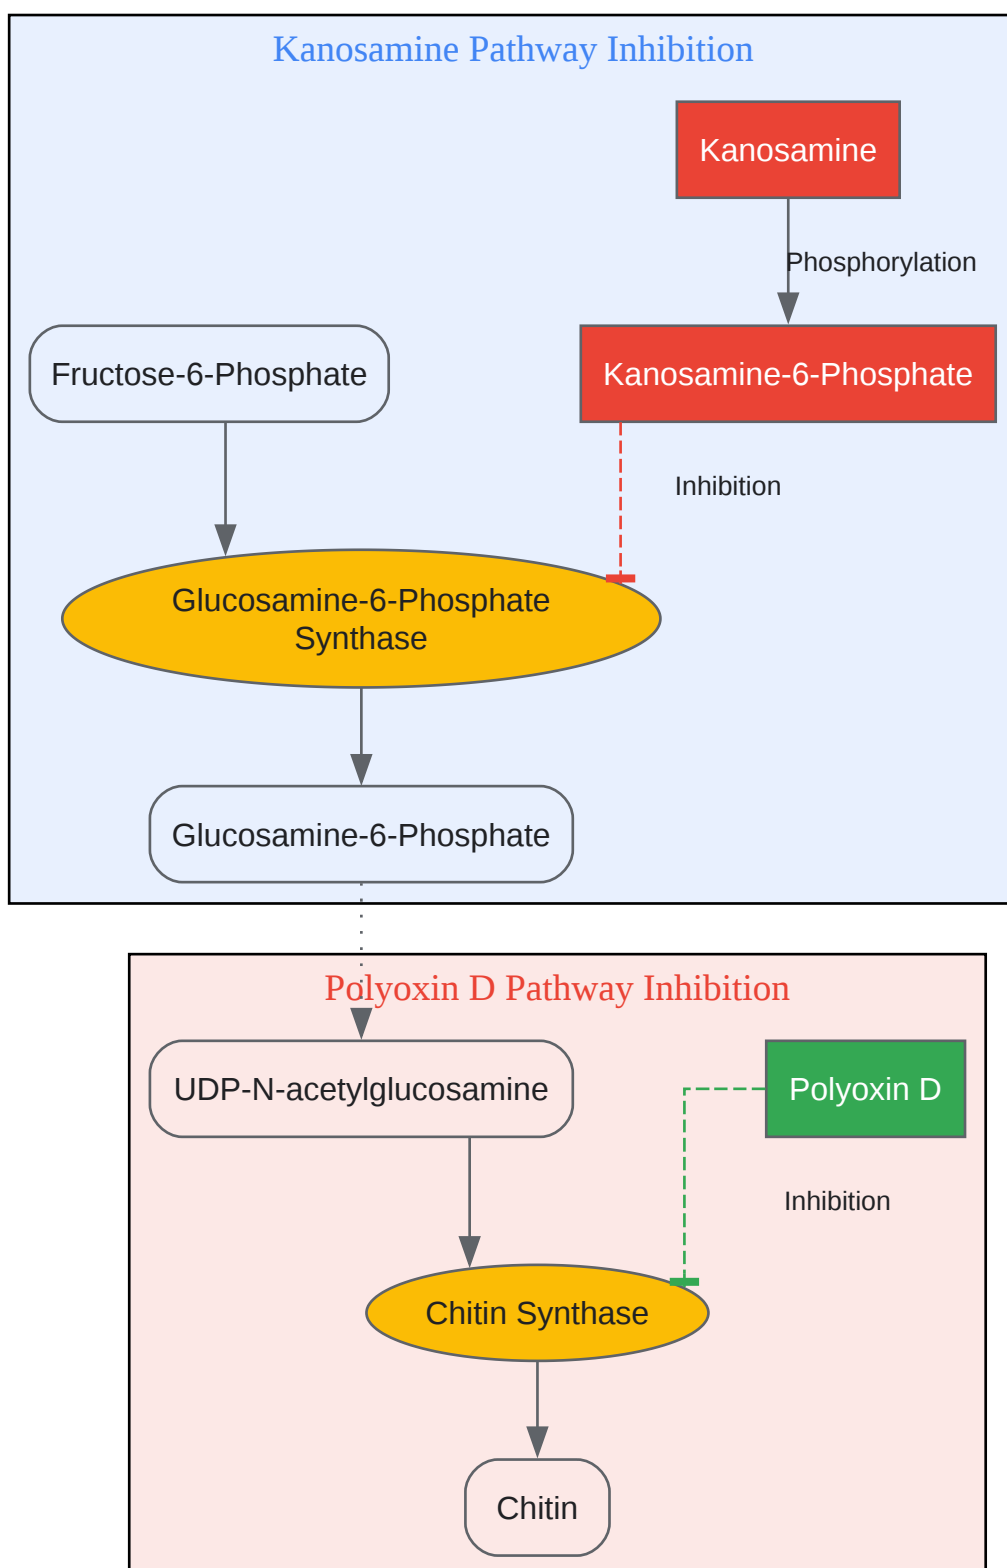 Kanosamine Pathway Inhibition
Kanosamine
Phosphorylation
Fructose-6-Phosphate
Kanosamine-6-Phosphate
Inhibition
Glucosamine-6-Phosphate
Synthase
Glucosamine-6-Phosphate
Polyoxin D Pathway Inhibition
UDP-N-acetylglucosamine
Polyoxin D
Inhibition
Chitin Synthase
Chitin